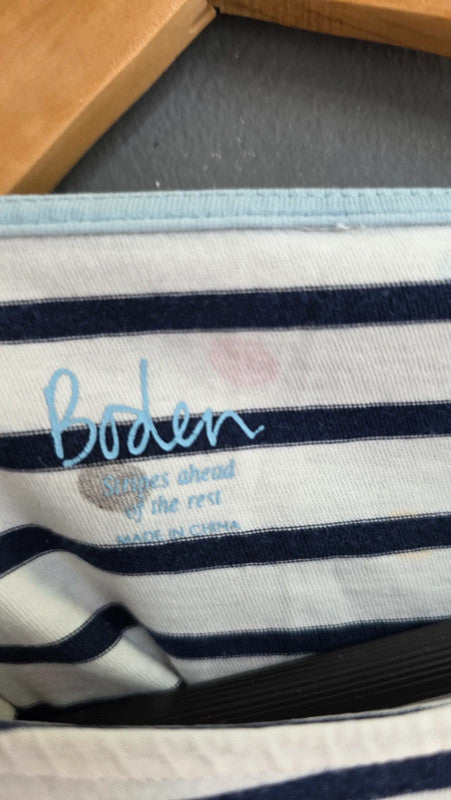 Boden
Stripes ahead
of the rest
MADE IN CHINA